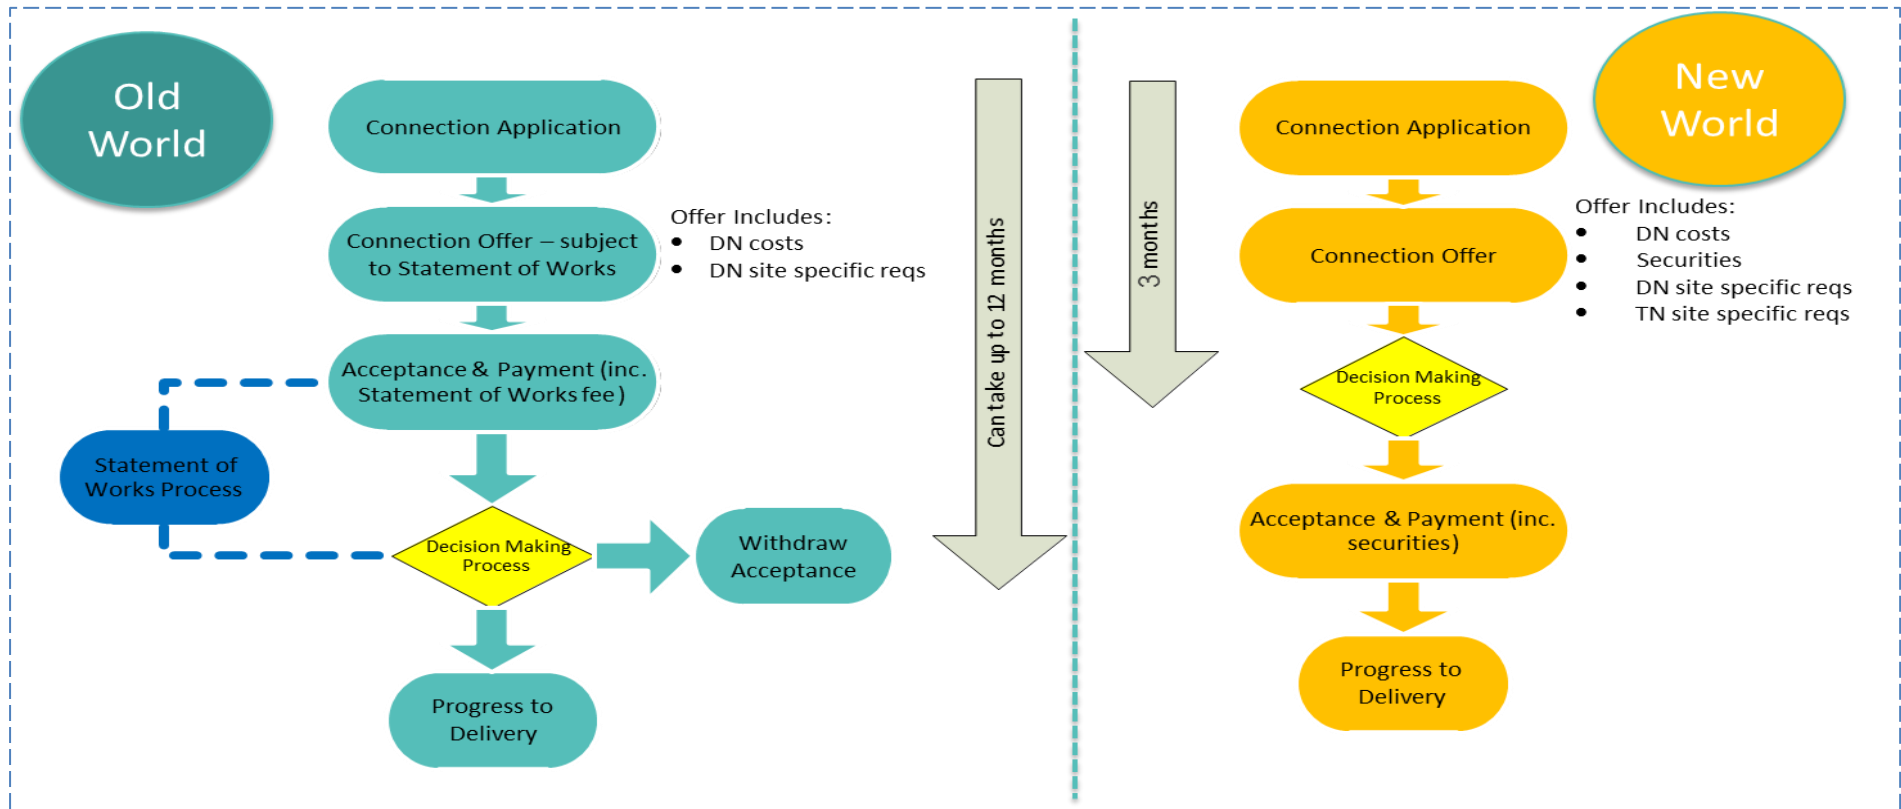 Old
World
Connection Application
Connection Offer – subject
to Statement of Works
Offer Includes:
• DN costs
• DN site specific reqs
Acceptance & Payment (inc.
Statement of Works fee)
Statement of
Works Process
Decision Making
Process
Withdraw
Acceptance
Progress to
Delivery
Can take up to 12 months
3 months
New
World
Connection Application
Connection Offer
Offer Includes:
• DN costs
• Securities
• DN site specific reqs
• TN site specific reqs
Decision Making
Process
Acceptance & Payment (inc.
securities)
Progress to
Delivery